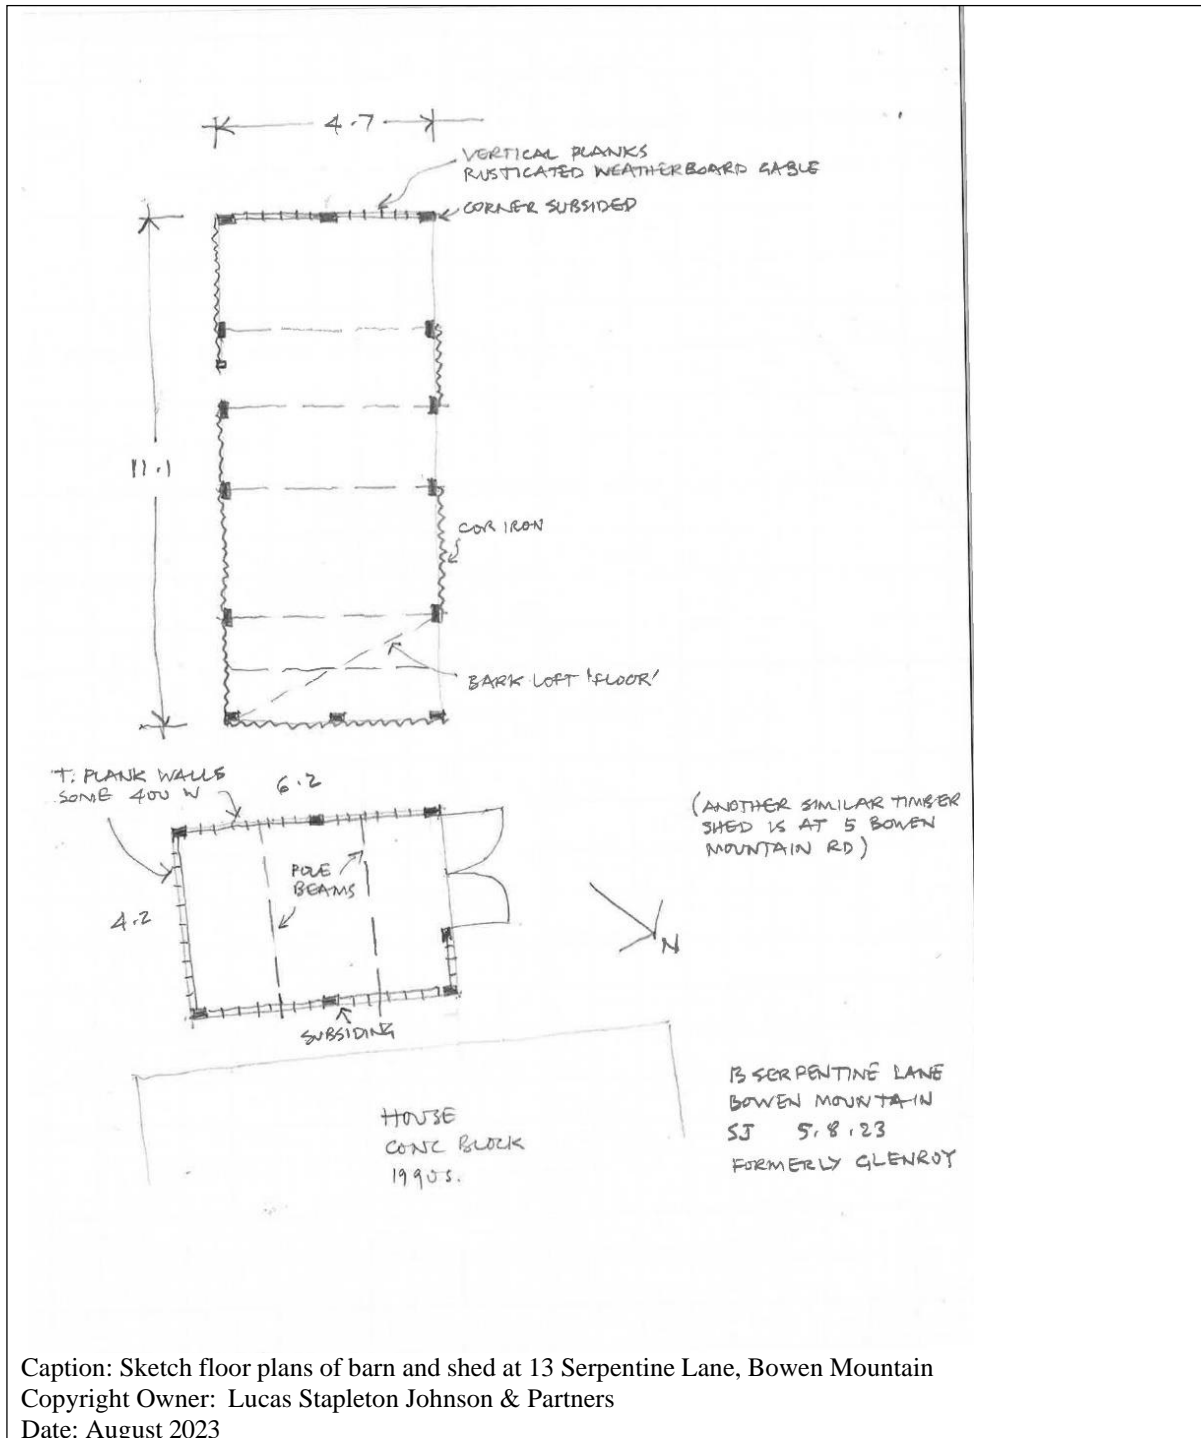 4.7
VERTICAL PLANKS
RUSTICATED WEATHERBOARD GABLE
CORNER SUBSIDED
11.1
COR IRON
BARK LOFT 'FLOOR'
T. PLANK WALLS
SOME 400 W
6.2
(ANOTHER SIMILAR TIMBER
SHED IS AT 5 BOWEN
MOUNTAIN RD)
POLE
BEAMS
4.2
N
SUBSIDING
HOUSE
CONC BLOCK
1990S.
13 SERPENTINE LANE
BOWEN MOUNTAIN
SJ 5.8.23
FORMERLY GLENROY
Caption: Sketch floor plans of barn and shed at 13 Serpentine Lane, Bowen Mountain
Copyright Owner: Lucas Stapleton Johnson & Partners
Date: August 2023